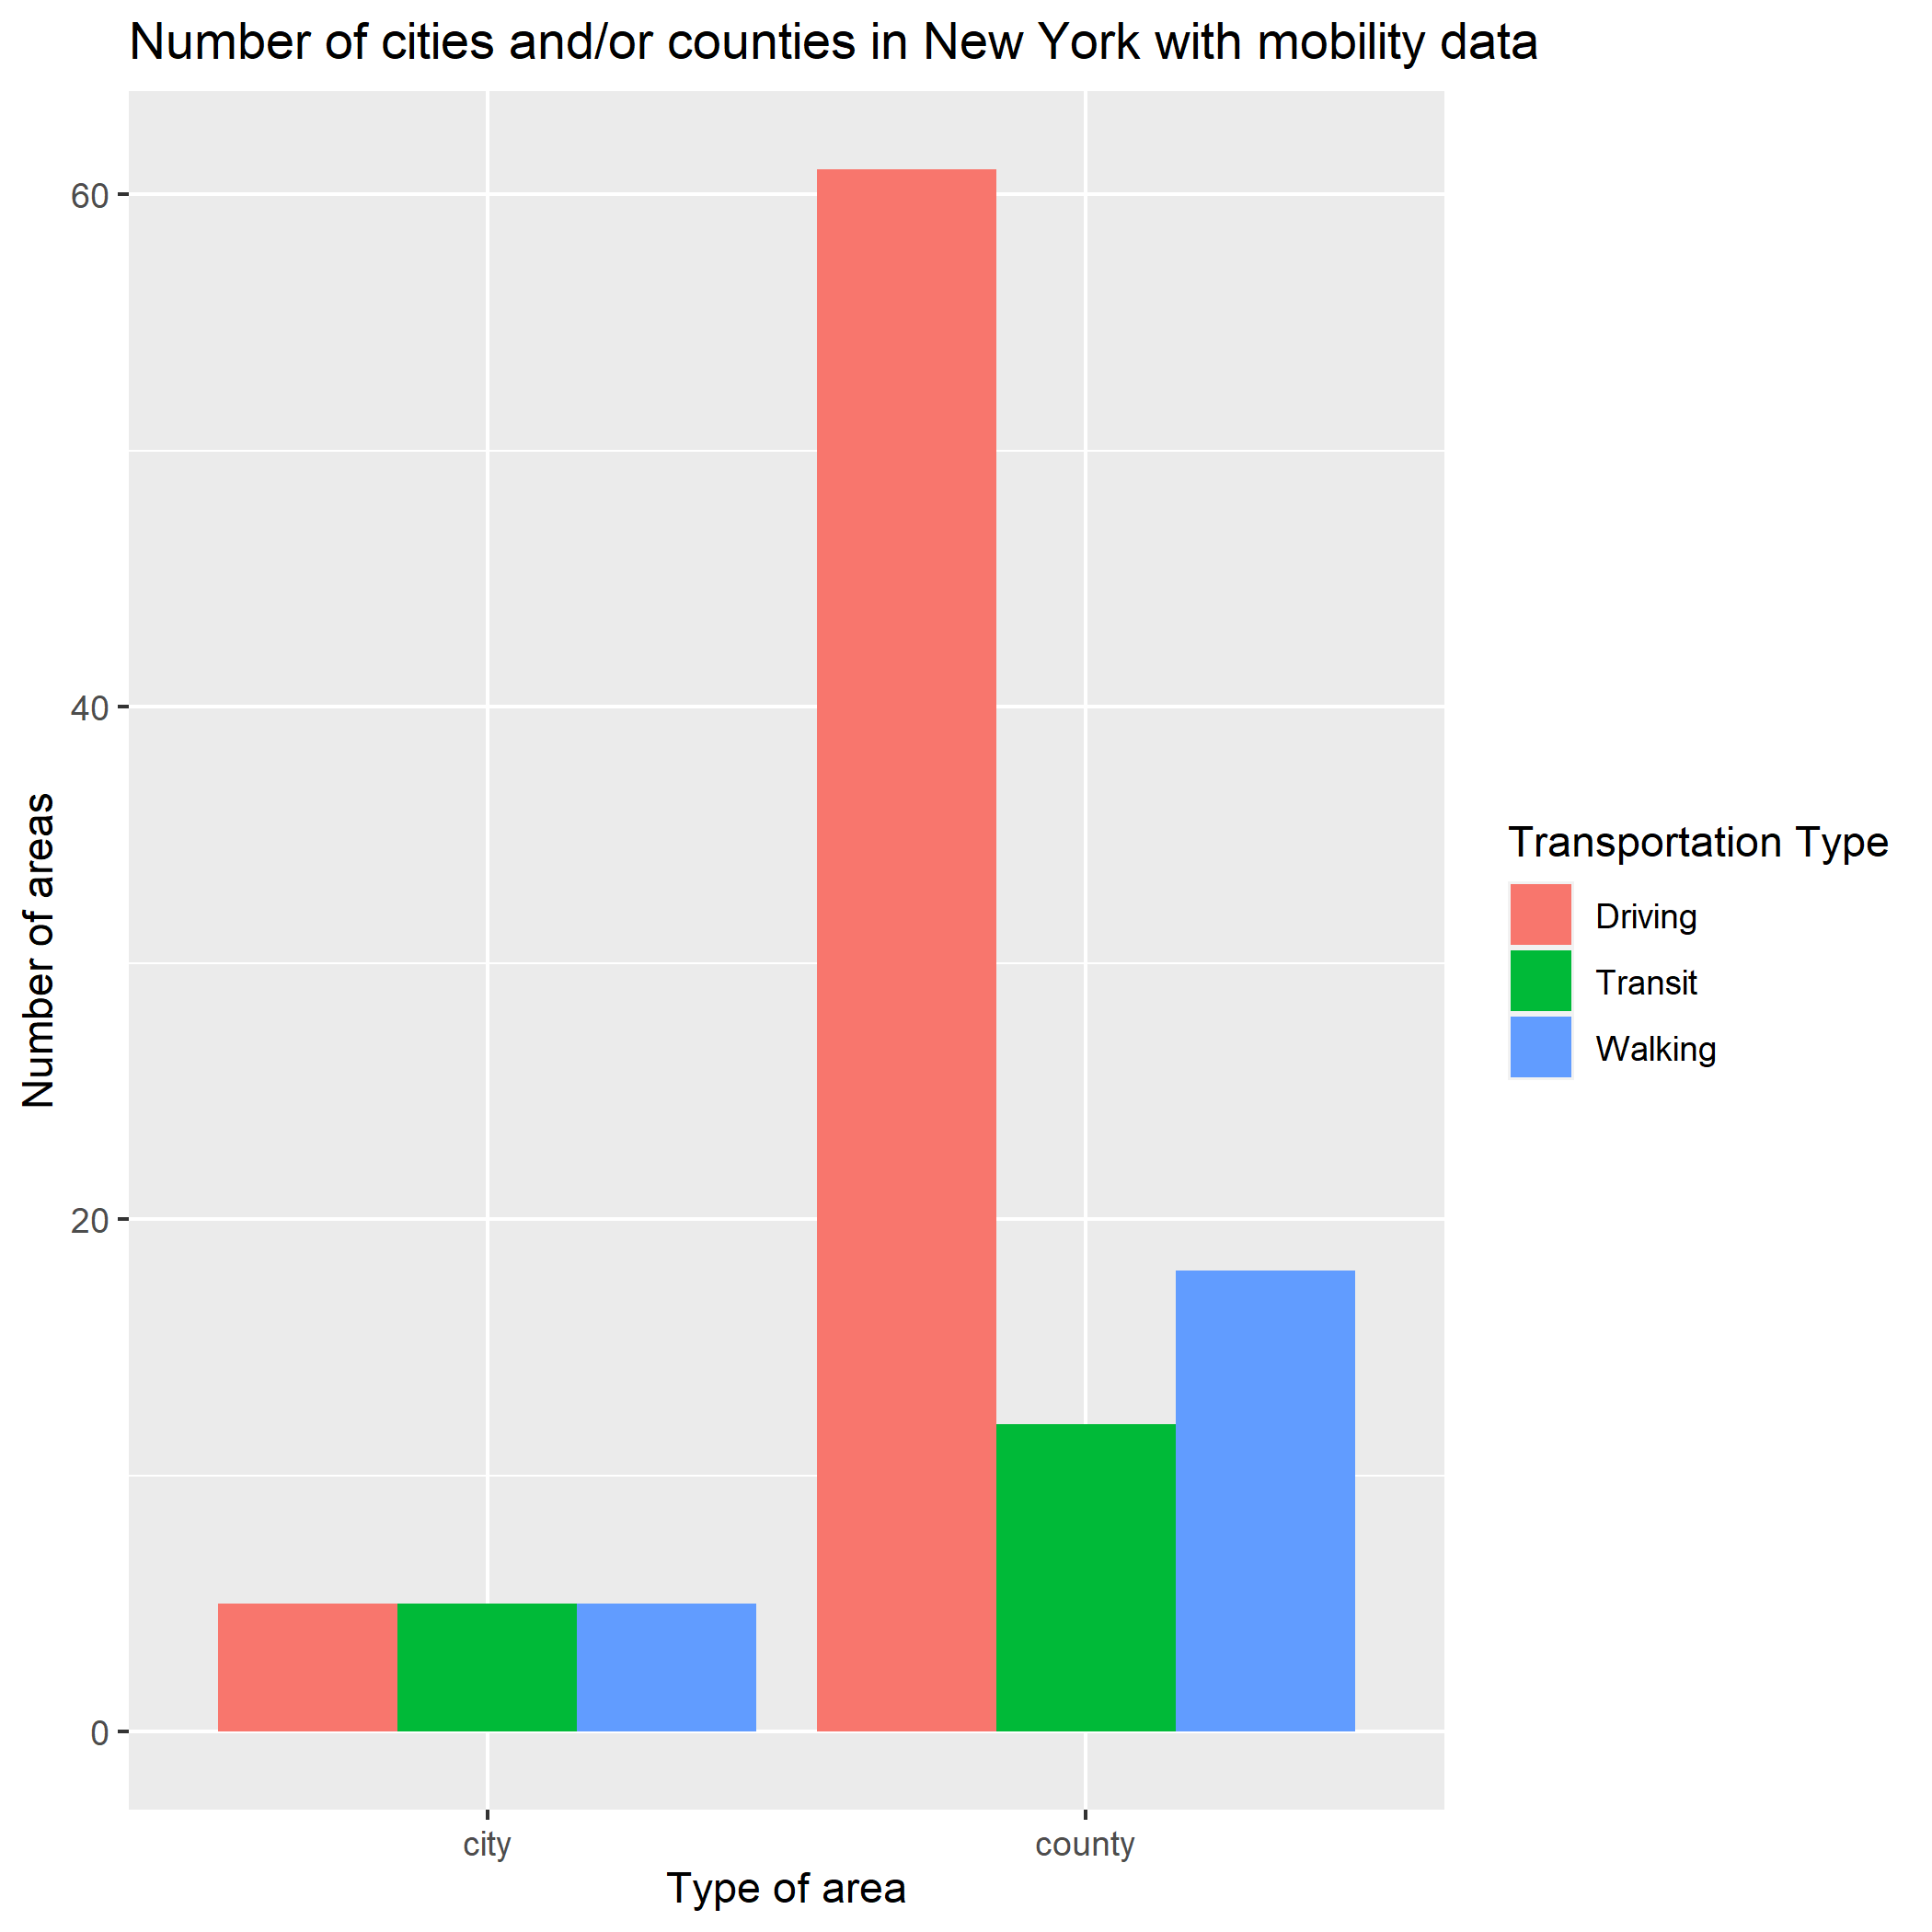 Number of cities and/or counties in New York with mobility data
Number of areas
60
40
20
0
city
county
Type of area
Transportation Type
Driving
Transit
Walking